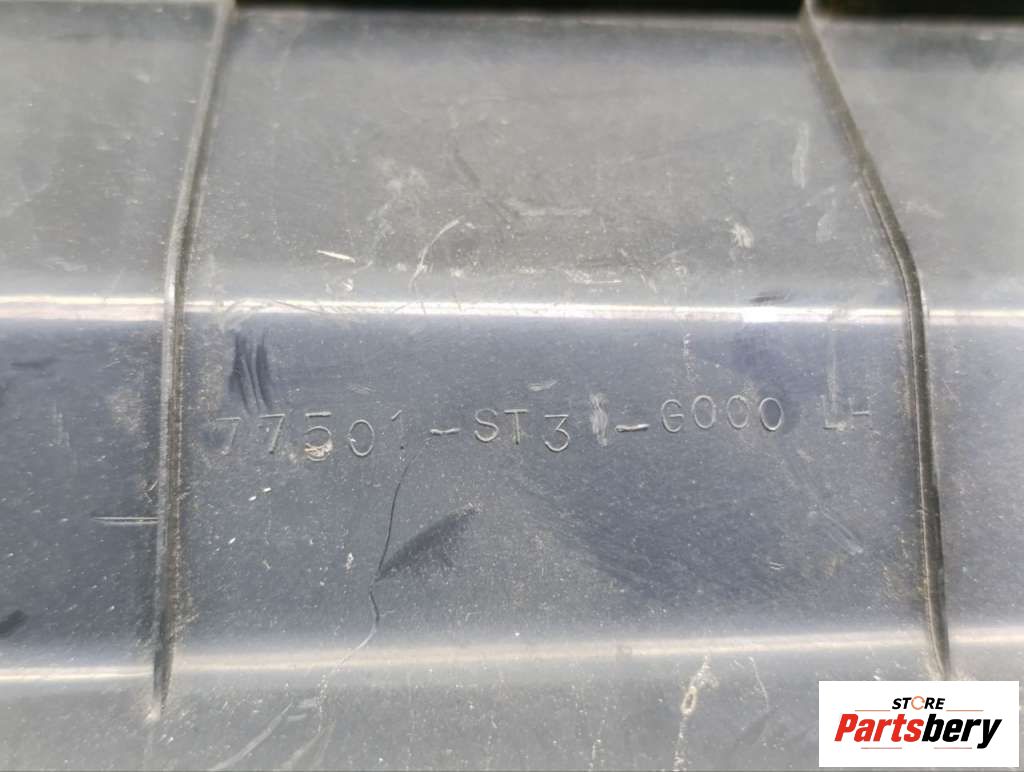 77501-ST3 -G000 LH
STORE
Partsbery